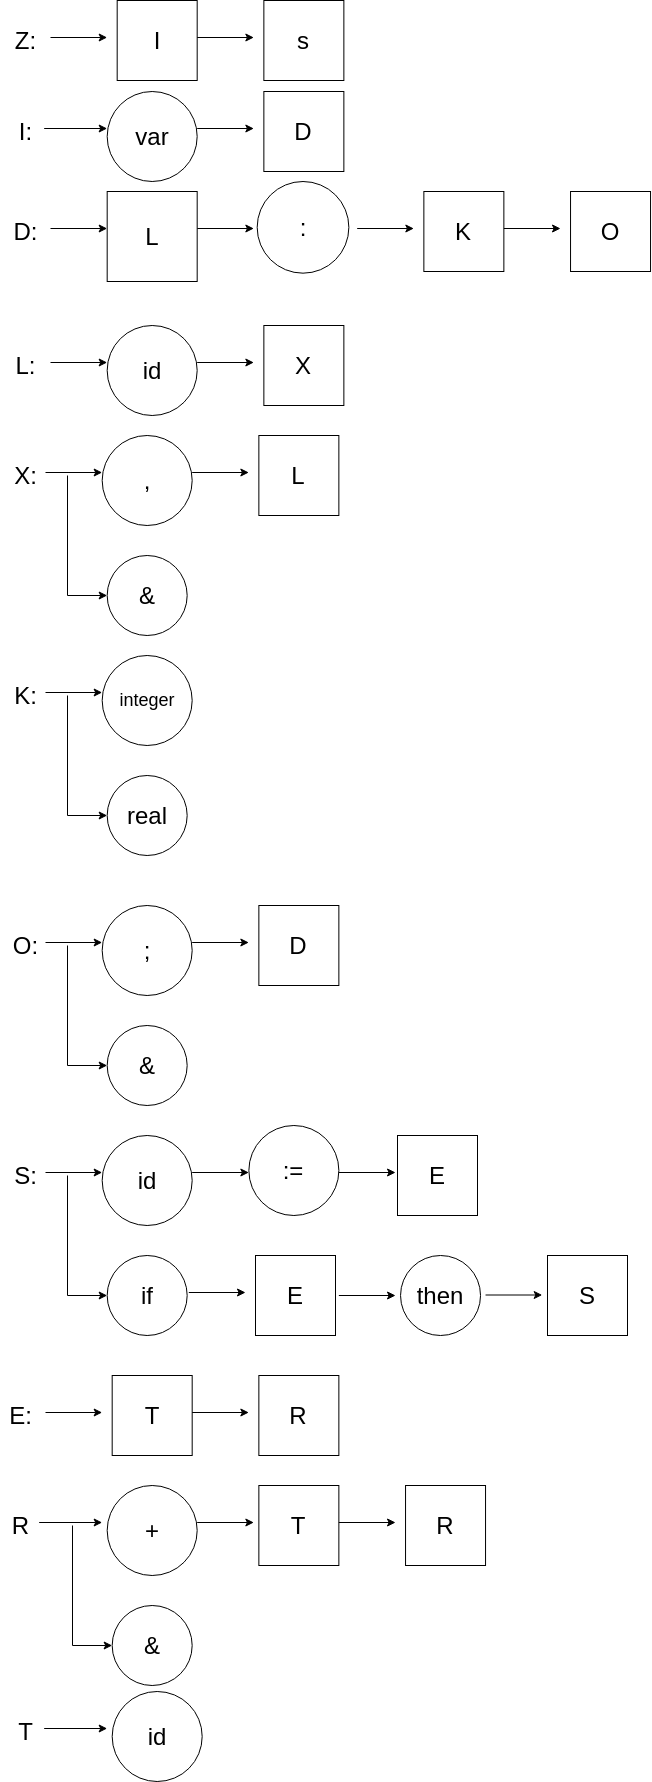 Z: I s
I: var D
D: L : K O
L: id X
X: , L
&
K: integer
real
O: ; D
&
S: id := E
if E then S
E: T R
R + T R
&
T id